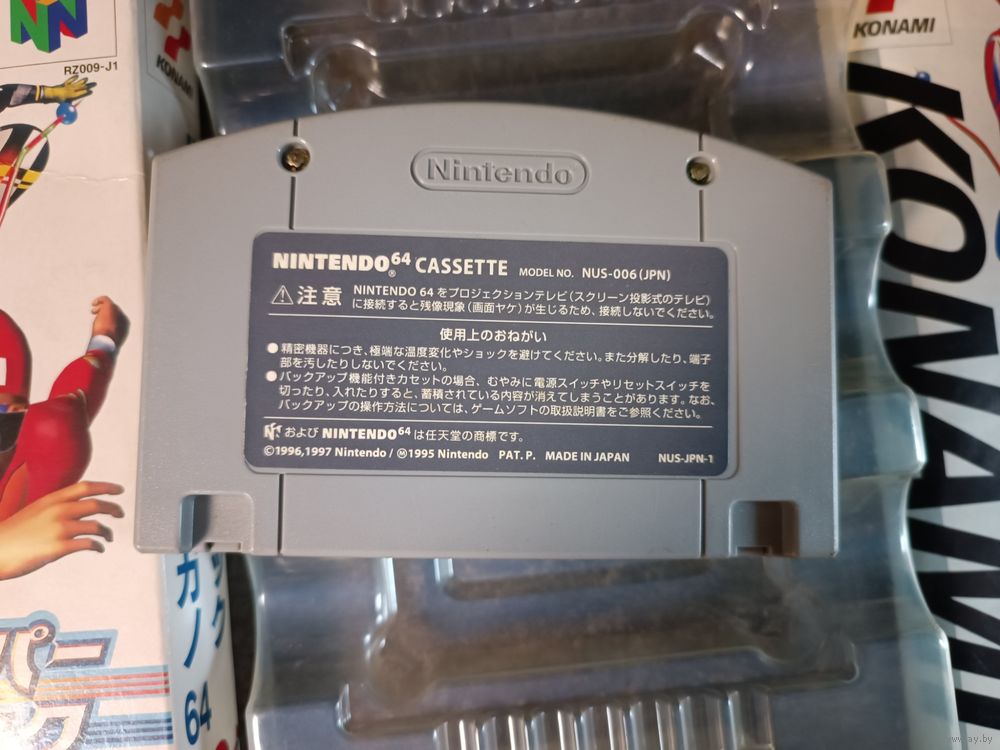 RZ009-J1
KONAMI
KONAMI
KONAMI
Nintendo
NINTENDO64® CASSETTE MODEL NO. NUS-006(JPN)
⚠注意 NINTENDO 64をプロジェクションテレビ(スクリーン投影式のテレビ)
に接続すると残像現象(画面ヤケ)が生じるため、接続しないでください。
使用上のおねがい
●精密機器につき、極端な温度変化やショックを避けてください。また分解したり、端子
部を汚したりしないでください。
●バックアップ機能付きカセットの場合、むやみに電源スイッチやリセットスイッチを
切ったり、入れたりすると、蓄積されている内容が消えてしまうことがあります。なお、
バックアップの操作方法については、ゲームソフトの取扱説明書をご参照ください。
および NINTENDO64は任天堂の商標です。
©1996,1997 Nintendo / Ⓜ1995 Nintendo PAT. P. MADE IN JAPAN NUS-JPN-1
ガノ
64
パー
www.ay.by